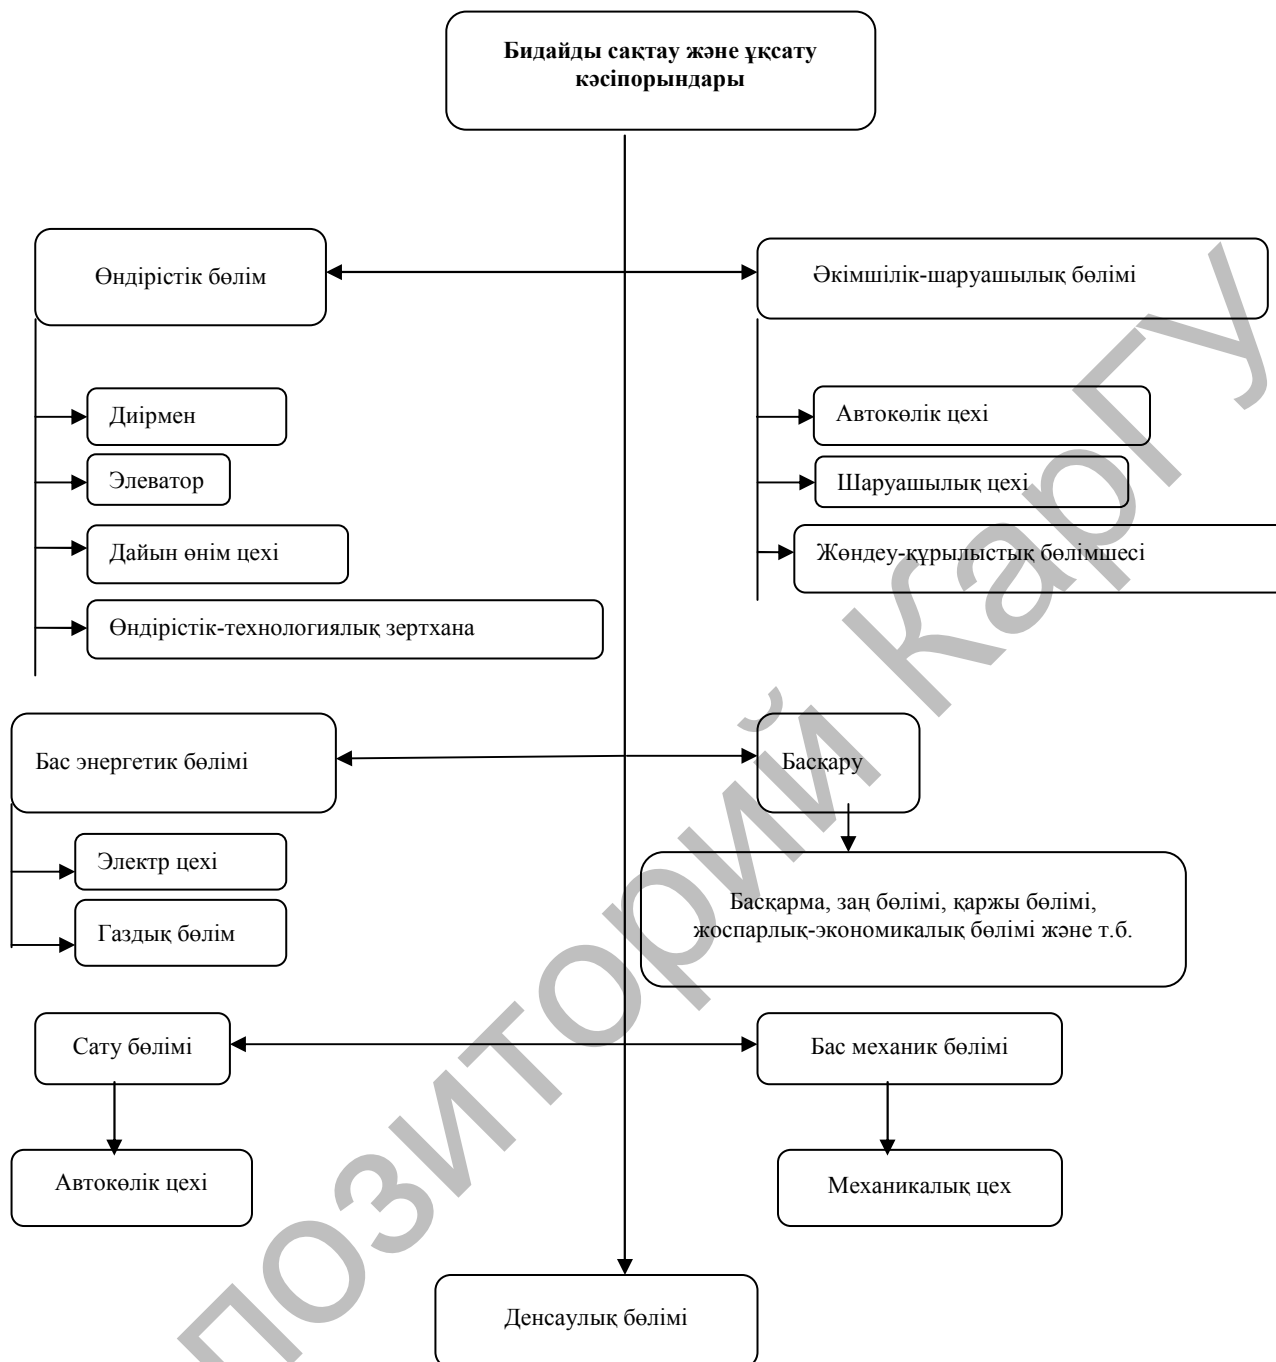 Бидайды сақтау және ұқсату
кәсіпорындары
Өндірістік бөлім
Әкімшілік-шаруашылық бөлімі
Диірмен
Элеватор
Дайын өнім цехі
Өндірістік-технологиялық зертхана
Автокөлік цехі
Шаруашылық цехі
Жөндеу-құрылыстық бөлімшесі
Бас энергетик бөлімі
Басқару
Электр цехі
Газдық бөлім
Басқарма, заң бөлімі, қаржы бөлімі,
жоспарлық-экономикалық бөлімі және т.б.
Сату бөлімі
Бас механик бөлімі
Автокөлік цехі
Механикалық цех
Денсаулық бөлімі
позиторий КарГУ